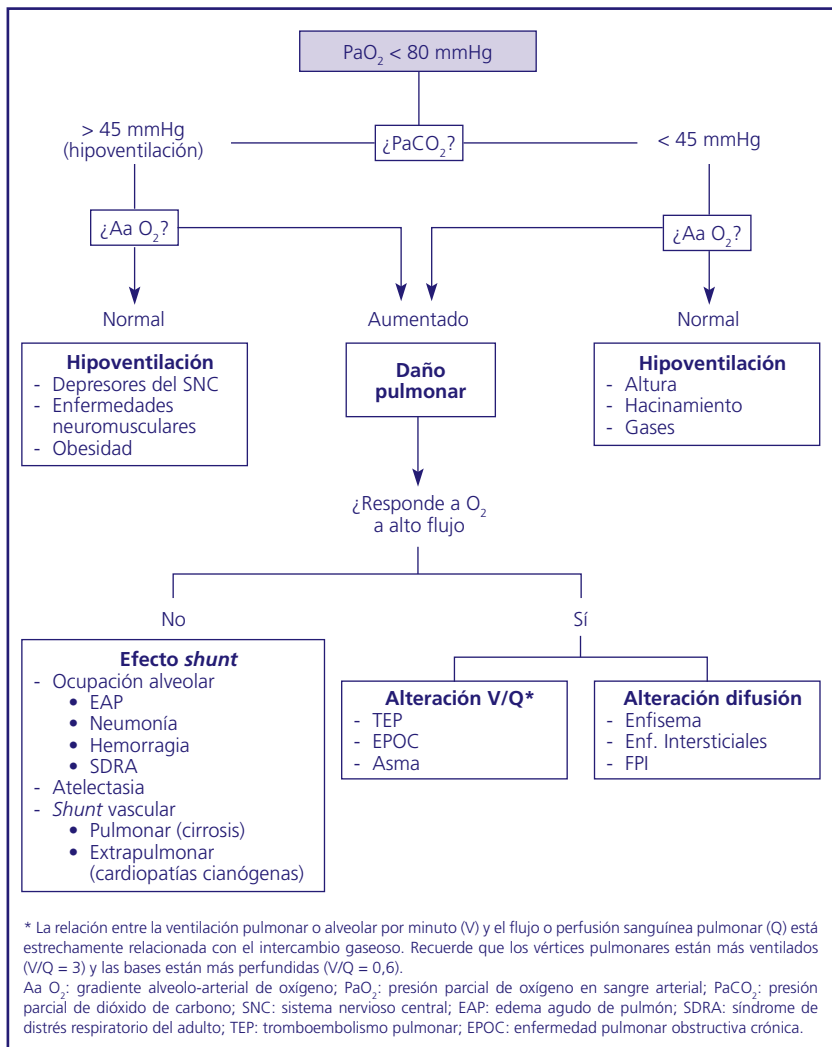 PaO2 < 80 mmHg
> 45 mmHg
(hipoventilación)
¿PaCO2?
< 45 mmHg
¿Aa O2?
¿Aa O2?
Normal
Aumentado
Normal
Hipoventilación
- Depresores del SNC
- Enfermedades
neuromusculares
- Obesidad
Daño
pulmonar
Hipoventilación
- Altura
- Hacinamiento
- Gases
¿Responde a O2
a alto flujo
No
Sí
Efecto shunt
- Ocupación alveolar
• EAP
• Neumonía
• Hemorragia
• SDRA
- Atelectasia
- Shunt vascular
• Pulmonar (cirrosis)
• Extrapulmonar
(cardiopatías cianógenas)
Alteración V/Q*
- TEP
- EPOC
- Asma
Alteración difusión
- Enfisema
- Enf. Intersticiales
- FPI
* La relación entre la ventilación pulmonar o alveolar por minuto (V) y el flujo o perfusión sanguínea pulmonar (Q) está
estrechamente relacionada con el intercambio gaseoso. Recuerde que los vértices pulmonares están más ventilados
(V/Q = 3) y las bases están más perfundidas (V/Q = 0,6).
Aa O2: gradiente alveolo-arterial de oxígeno; PaO2: presión parcial de oxígeno en sangre arterial; PaCO2: presión
parcial de dióxido de carbono; SNC: sistema nervioso central; EAP: edema agudo de pulmón; SDRA: síndrome de
distrés respiratorio del adulto; TEP: tromboembolismo pulmonar; EPOC: enfermedad pulmonar obstructiva crónica.